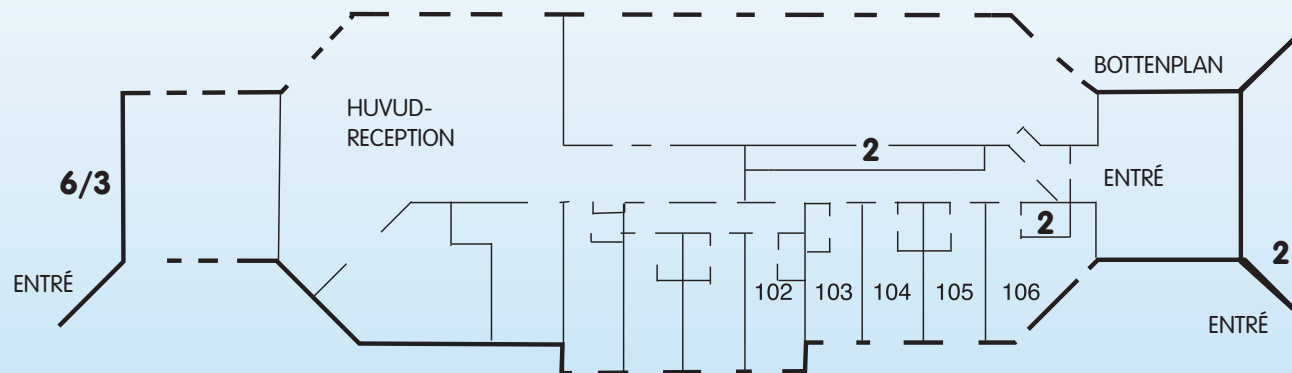 BOTTENPLAN
HUVUD-
RECEPTION
2
6/3
ENTRÉ
2
2
ENTRÉ
102
103
104
105
106
ENTRÉ